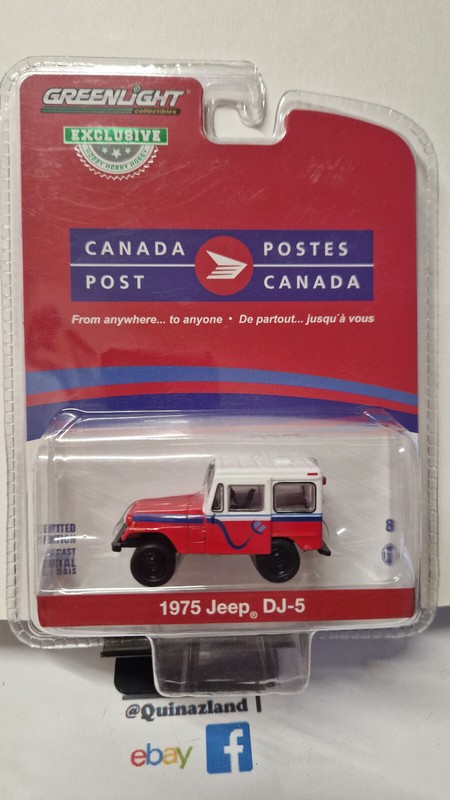 GREENLIGHT
collectibles
EXCLUSIVE
HOBBY
CANADA POSTES
POST CANADA
From anywhere... to anyone • De partout... jusqu'à vous
1975 Jeep® DJ-5
@Quinazland
ebay f